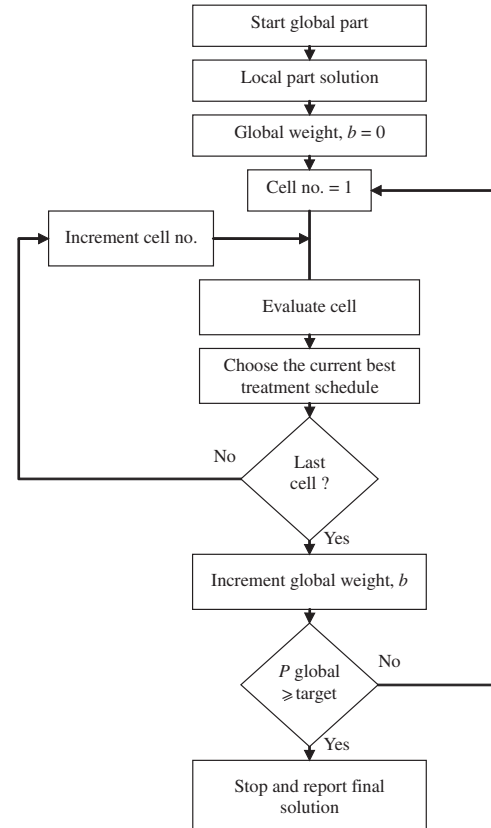 Start global part
Local part solution
Global weight, b = 0
Cell no. = 1
Increment cell no.
Evaluate cell
Choose the current best
treatment schedule
No
Last
cell ?
Yes
Increment global weight, b
P global
⩾target
No
Yes
Stop and report final
solution